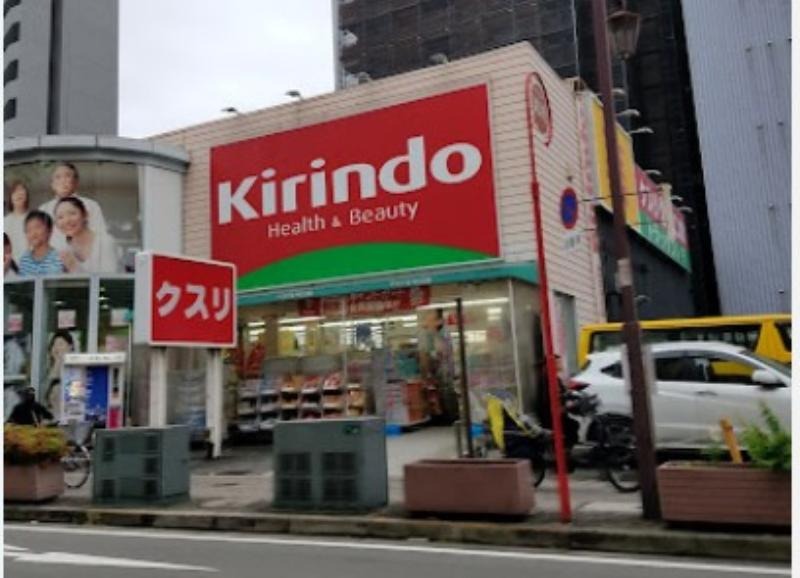 Kirindo
Health & Beauty
クスリ